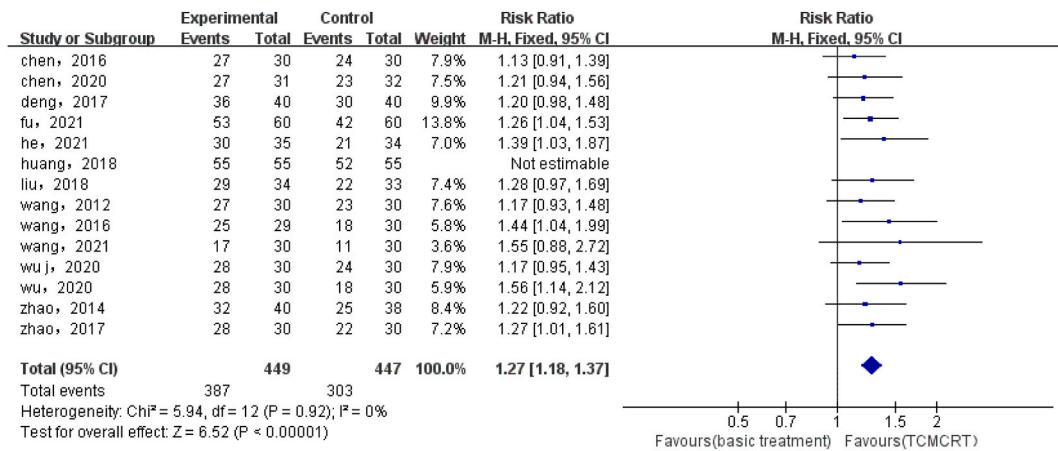 Experimental Control Risk Ratio Risk Ratio
Study or Subgroup Events Total Events Total Weight M-H, Fixed, 95% CI M-H, Fixed, 95% CI
chen，2016 27 30 24 30 7.9% 1.13 [0.91, 1.39]
chen，2020 27 31 23 32 7.5% 1.21 [0.94, 1.56]
deng，2017 36 40 30 40 9.9% 1.20 [0.98, 1.48]
fu，2021 53 60 42 60 13.8% 1.26 [1.04, 1.53]
he，2021 30 35 21 34 7.0% 1.39 [1.03, 1.87]
huang，2018 55 55 52 55 Not estimable
liu，2018 29 34 22 33 7.4% 1.28 [0.97, 1.69]
wang，2012 27 30 23 30 7.6% 1.17 [0.93, 1.48]
wang，2016 25 29 18 30 5.8% 1.44 [1.04, 1.99]
wang，2021 17 30 11 30 3.6% 1.55 [0.88, 2.72]
wu j，2020 28 30 24 30 7.9% 1.17 [0.95, 1.43]
wu，2020 28 30 18 30 5.9% 1.56 [1.14, 2.12]
zhao，2014 32 40 25 38 8.4% 1.22 [0.92, 1.60]
zhao，2017 28 30 22 30 7.2% 1.27 [1.01, 1.61]
Total (95% CI) 449 447 100.0% 1.27 [1.18, 1.37]
Total events 387 303
Heterogeneity: Chi² = 5.94, df = 12 (P = 0.92); I² = 0%
Test for overall effect: Z = 6.52 (P < 0.00001)
0.5 0.7 1 1.5 2
Favours(basic treatment) Favours(TCMCRT）